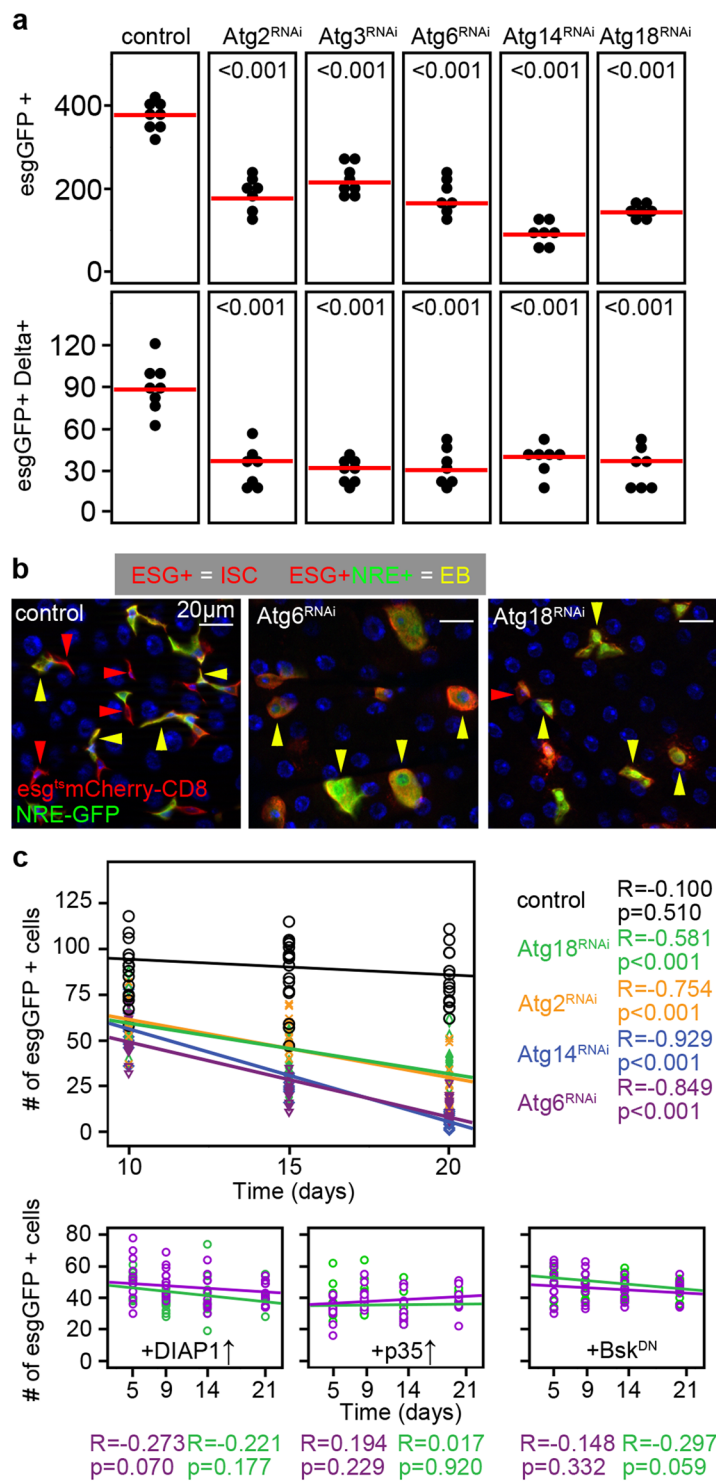 a
control Atg2RNAi Atg3RNAi Atg6RNAi Atg14RNAi Atg18RNAi
<0.001 <0.001 <0.001 <0.001 <0.001
esgGFP +
400
200
0
<0.001 <0.001 <0.001 <0.001 <0.001
esgGFP+ Delta+
120
90
60
30
0
b
ESG+ = ISC ESG+NRE+ = EB
control 20µm Atg6RNAi Atg18RNAi
esgtsmCherry-CD8
NRE-GFP
c
# of esgGFP + cells
125
100
75
50
25
0
10 15 20
Time (days)
control R=-0.100
p=0.510
Atg18RNAi R=-0.581
p<0.001
Atg2RNAi R=-0.754
p<0.001
Atg14RNAi R=-0.929
p<0.001
Atg6RNAi R=-0.849
p<0.001
# of esgGFP + cells
80
60
40
20
0
+DIAP1↑ +p35↑ +BskDN
5 9 14 21 5 9 14 21 5 9 14 21
Time (days)
R=-0.273 R=-0.221 R=0.194 R=0.017 R=-0.148 R=-0.297
p=0.070 p=0.177 p=0.229 p=0.920 p=0.332 p=0.059